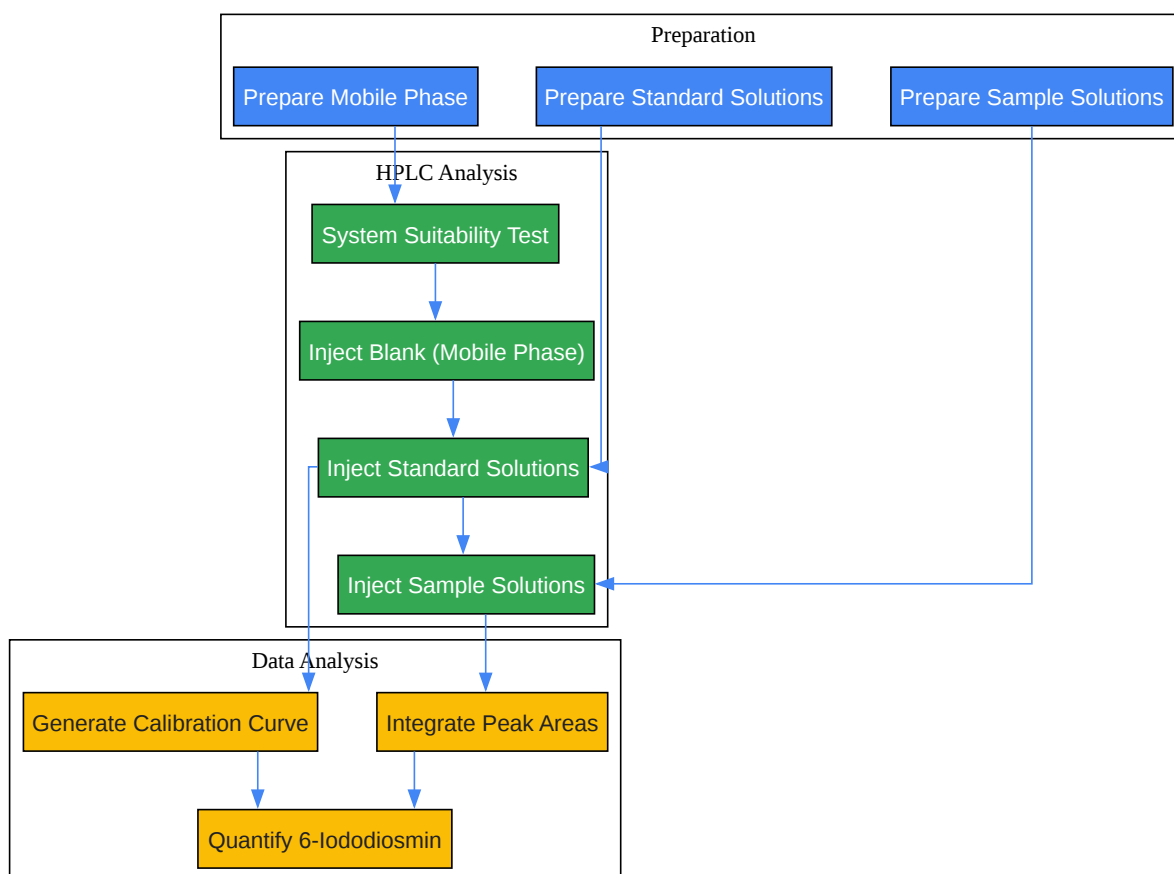 Preparation
Prepare Mobile Phase
Prepare Standard Solutions
Prepare Sample Solutions
HPLC Analysis
System Suitability Test
Inject Blank (Mobile Phase)
Inject Standard Solutions
Inject Sample Solutions
Data Analysis
Generate Calibration Curve
Integrate Peak Areas
Quantify 6-Iododiosmin